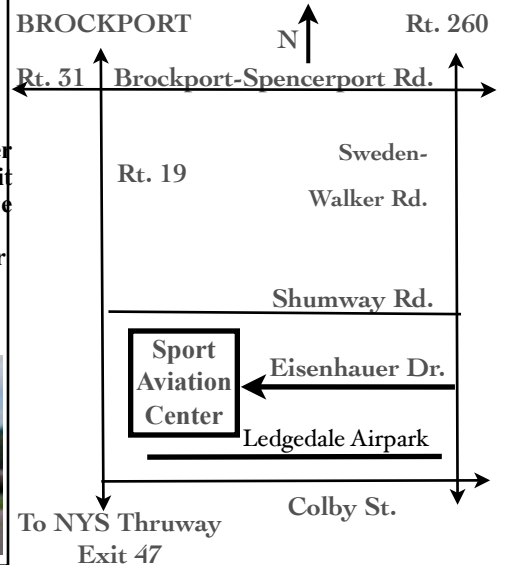 BROCKPORT
N
Rt. 260
Rt. 31
Brockport-Spencerport Rd.
Rt. 19
Sweden-
Walker Rd.
Shumway Rd.
Sport
Aviation
Center
Eisenhauer Dr.
Ledgedale Airpark
Colby St.
To NYS Thruway
Exit 47